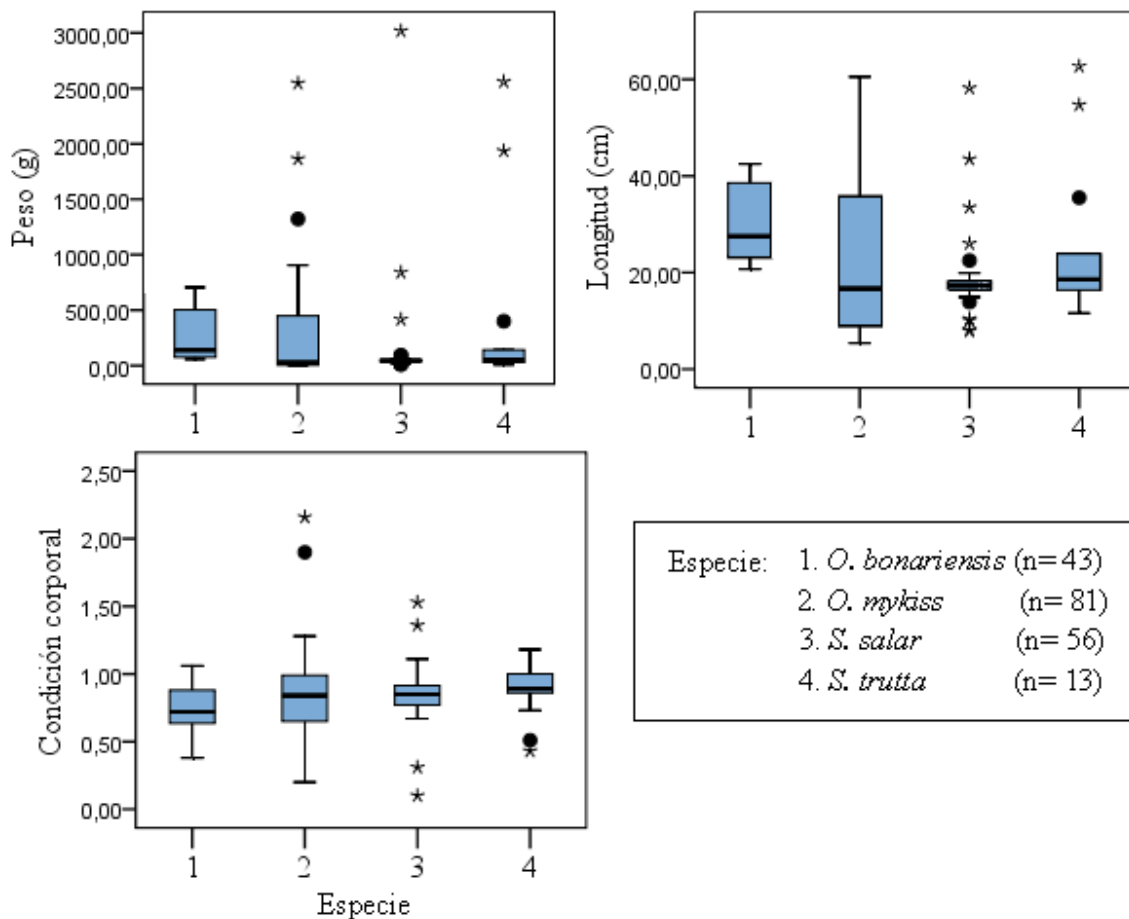 Peso (g)
3000,00
2500,00
2000,00
1500,00
1000,00
500,00
0,00
1 2 3 4
Longitud (cm)
60,00
40,00
20,00
0,00
1 2 3 4
Condición corporal
2,50
2,00
1,50
1,00
0,50
0,00
1 2 3 4
Especie
Especie: 1. O. bonariensis (n= 43)
2. O. mykiss (n= 81)
3. S. salar (n= 56)
4. S. trutta (n= 13)